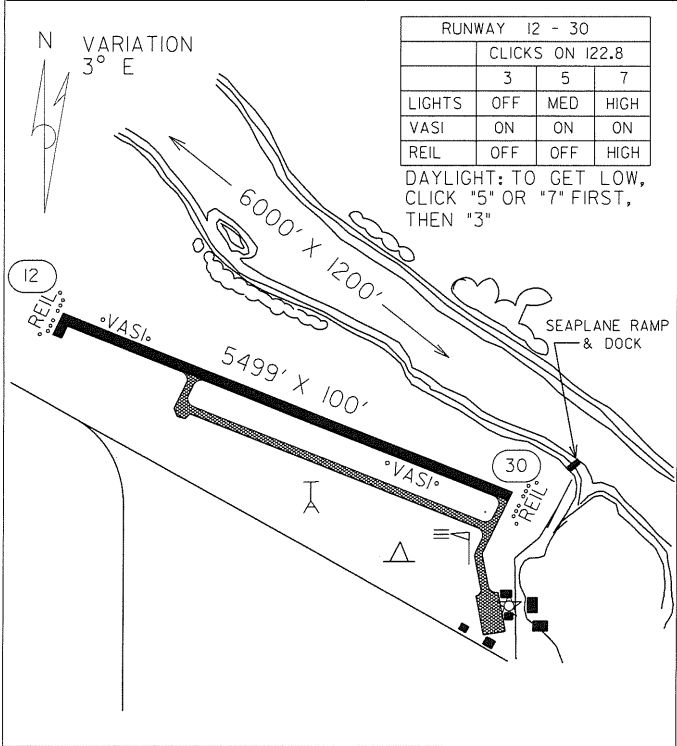 N
VARIATION
3° E
RUNWAY 12 - 30
CLICKS ON 122.8
3 5 7
LIGHTS OFF MED HIGH
VASI ON ON ON
REIL OFF OFF HIGH
DAYLIGHT: TO GET LOW,
CLICK "5" OR "7" FIRST,
THEN "3"
6000' X 1200'
12
REIL
VASI
5499' X 100'
SEAPLANE RAMP
& DOCK
VASI
30
REIL